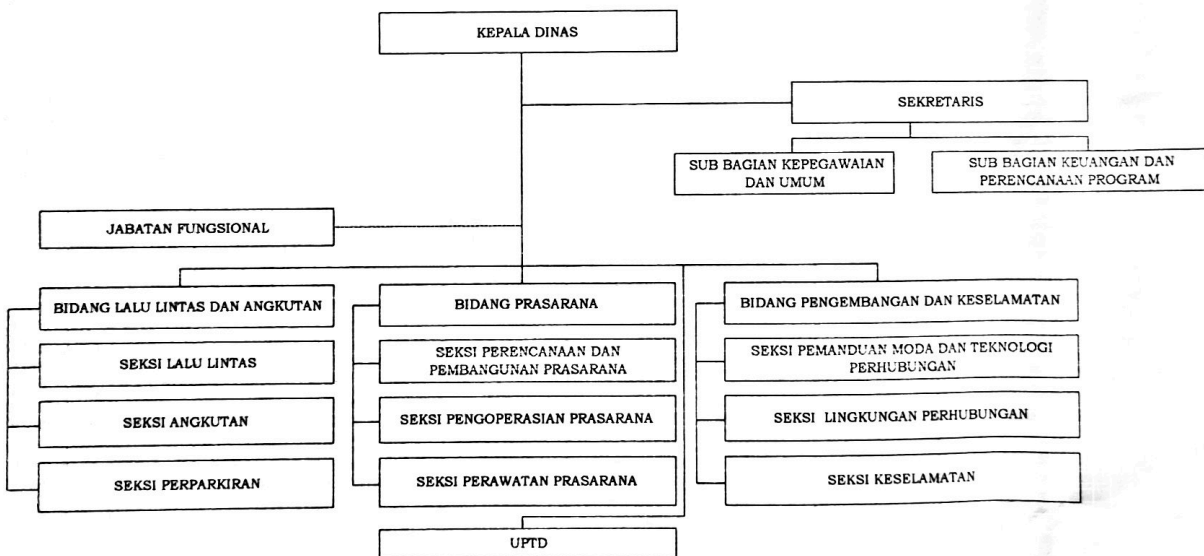 KEPALA DINAS
SEKRETARIS
SUB BAGIAN KEPEGAWAIAN
DAN UMUM
SUB BAGIAN KEUANGAN DAN
PERENCANAAN PROGRAM
JABATAN FUNGSIONAL
BIDANG LALU LINTAS DAN ANGKUTAN
SEKSI LALU LINTAS
SEKSI ANGKUTAN
SEKSI PERPARKIRAN
BIDANG PRASARANA
SEKSI PERENCANAAN DAN
PEMBANGUNAN PRASARANA
SEKSI PENGOPERASIAN PRASARANA
SEKSI PERAWATAN PRASARANA
BIDANG PENGEMBANGAN DAN KESELAMATAN
SEKSI PEMANDUAN MODA DAN TEKNOLOGI
PERHUBUNGAN
SEKSI LINGKUNGAN PERHUBUNGAN
SEKSI KESELAMATAN
UPTD